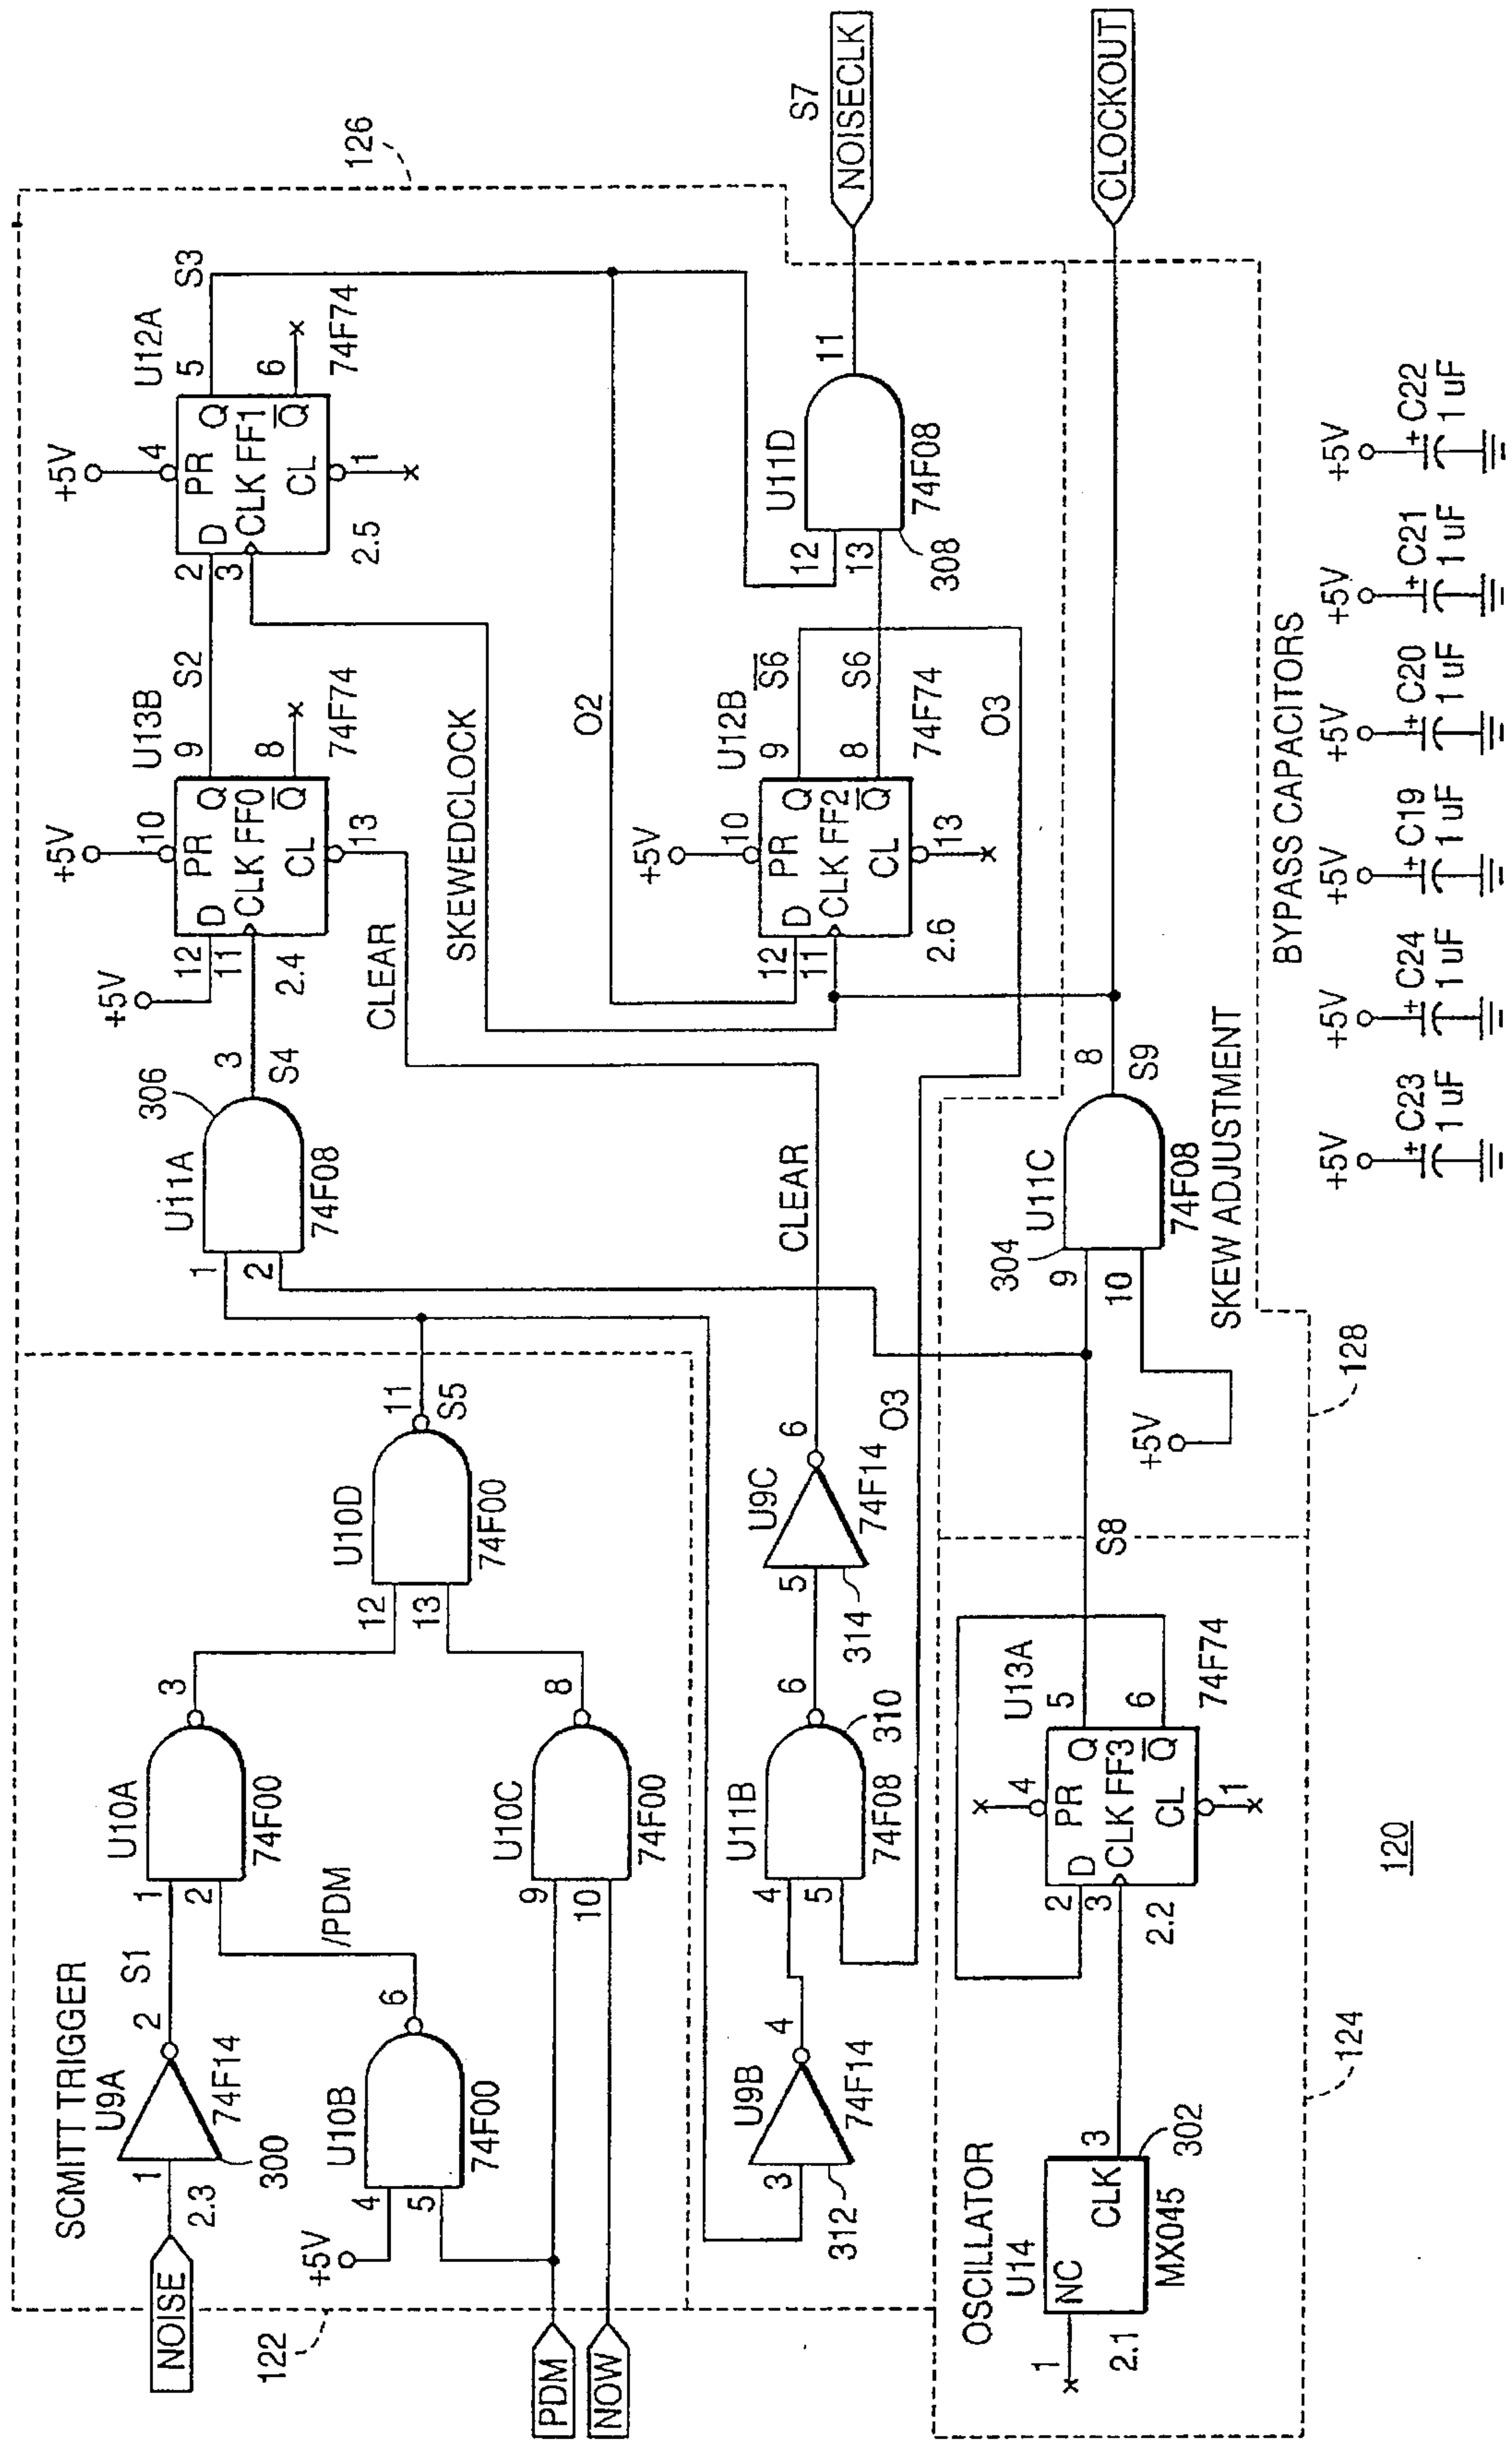 SCMITT TRIGGER
NOISE
1
2.3
U9A
74F14
300
2
S1
+5V
4
5
U10B
74F00
6
/PDM
1
2
U10A
74F00
3
PDM
NOW
122
9
10
U10C
74F00
8
12
13
U10D
74F00
11
S5
1
2
U11A
306
74F08
3
S4
+5V
12
11
2.4
+5V
10
D
PR
Q
CLK FF0
Q
CL
U13B
9
8
13
74F74
CLEAR
S2
2
3
+5V
4
D
PR
Q
CLK FF1
Q
CL
1
2.5
U12A
5
6
74F74
S3
126
SKEWEDCLOCK
O2
3
U9B
74F14
312
4
4
5
U11B
74F08
310
6
5
U9C
74F14
314
6
CLEAR
O3
+5V
10
12
11
D
PR
Q
CLK FF2
Q
CL
13
2.6
U12B
9
8
74F74
S6
S6
O3
12
13
U11D
74F08
308
11
S7
NOISECLK
OSCILLATOR
U14
NC
CLK
MX045
1
2.1
3
302
124
2
3
2.2
4
D
PR
Q
CLK FF3
Q
CL
1
U13A
5
6
74F74
S8
+5V
128
304
U11C
9
10
74F08
8
S9
SKEW ADJUSTMENT
CLOCKOUT
BYPASS CAPACITORS
+5V
+
C23
1 uF
+5V
+
C24
1 uF
+5V
+
C19
1 uF
+5V
+
C20
1 uF
+5V
+
C21
1 uF
+5V
+
C22
1 uF
120